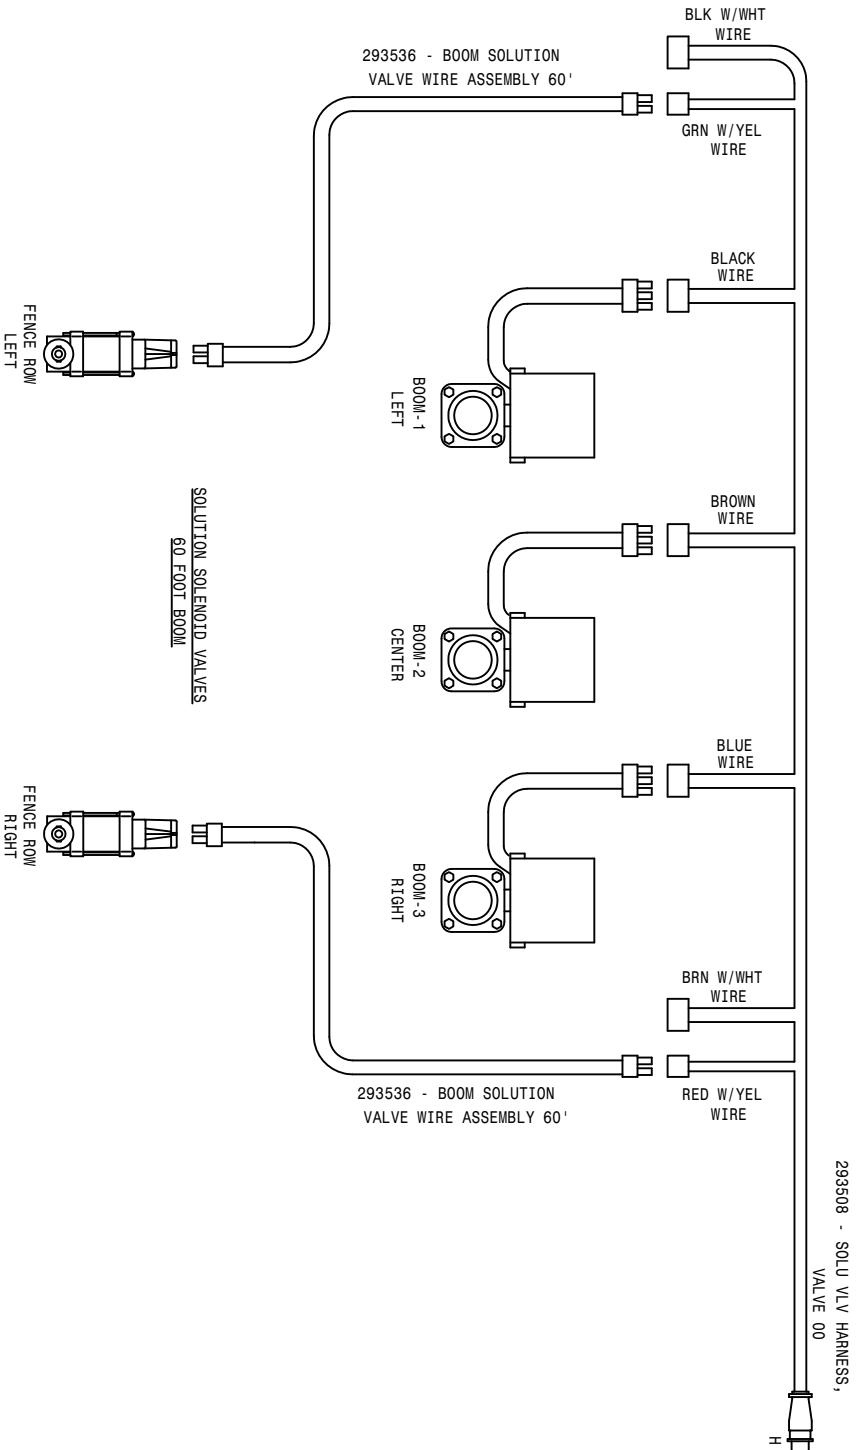 BLK W/WHT
WIRE
293536 - BOOM SOLUTION
VALVE WIRE ASSEMBLY 60'
GRN W/YEL
WIRE
BLACK
WIRE
FENCE ROW
LEFT
BOOM-1
LEFT
BROWN
WIRE
SOLUTION SOLENOID VALVES
60 FOOT BOOM
BOOM-2
CENTER
BLUE
WIRE
FENCE ROW
RIGHT
BOOM-3
RIGHT
BRN W/WHT
WIRE
293536 - BOOM SOLUTION
VALVE WIRE ASSEMBLY 60'
RED W/YEL
WIRE
293508 - SOLU VLV HARNESS,
VALVE 00
H